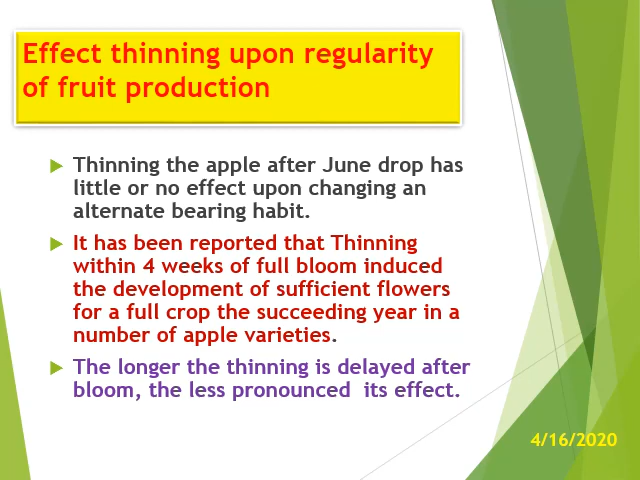 Effect thinning upon regularity
of fruit production
Thinning the apple after June drop has
little or no effect upon changing an
alternate bearing habit.
It has been reported that Thinning
within 4 weeks of full bloom induced
the development of sufficient flowers
for a full crop the succeeding year in a
number of apple varieties.
The longer the thinning is delayed after
bloom, the less pronounced its effect.
4/16/2020